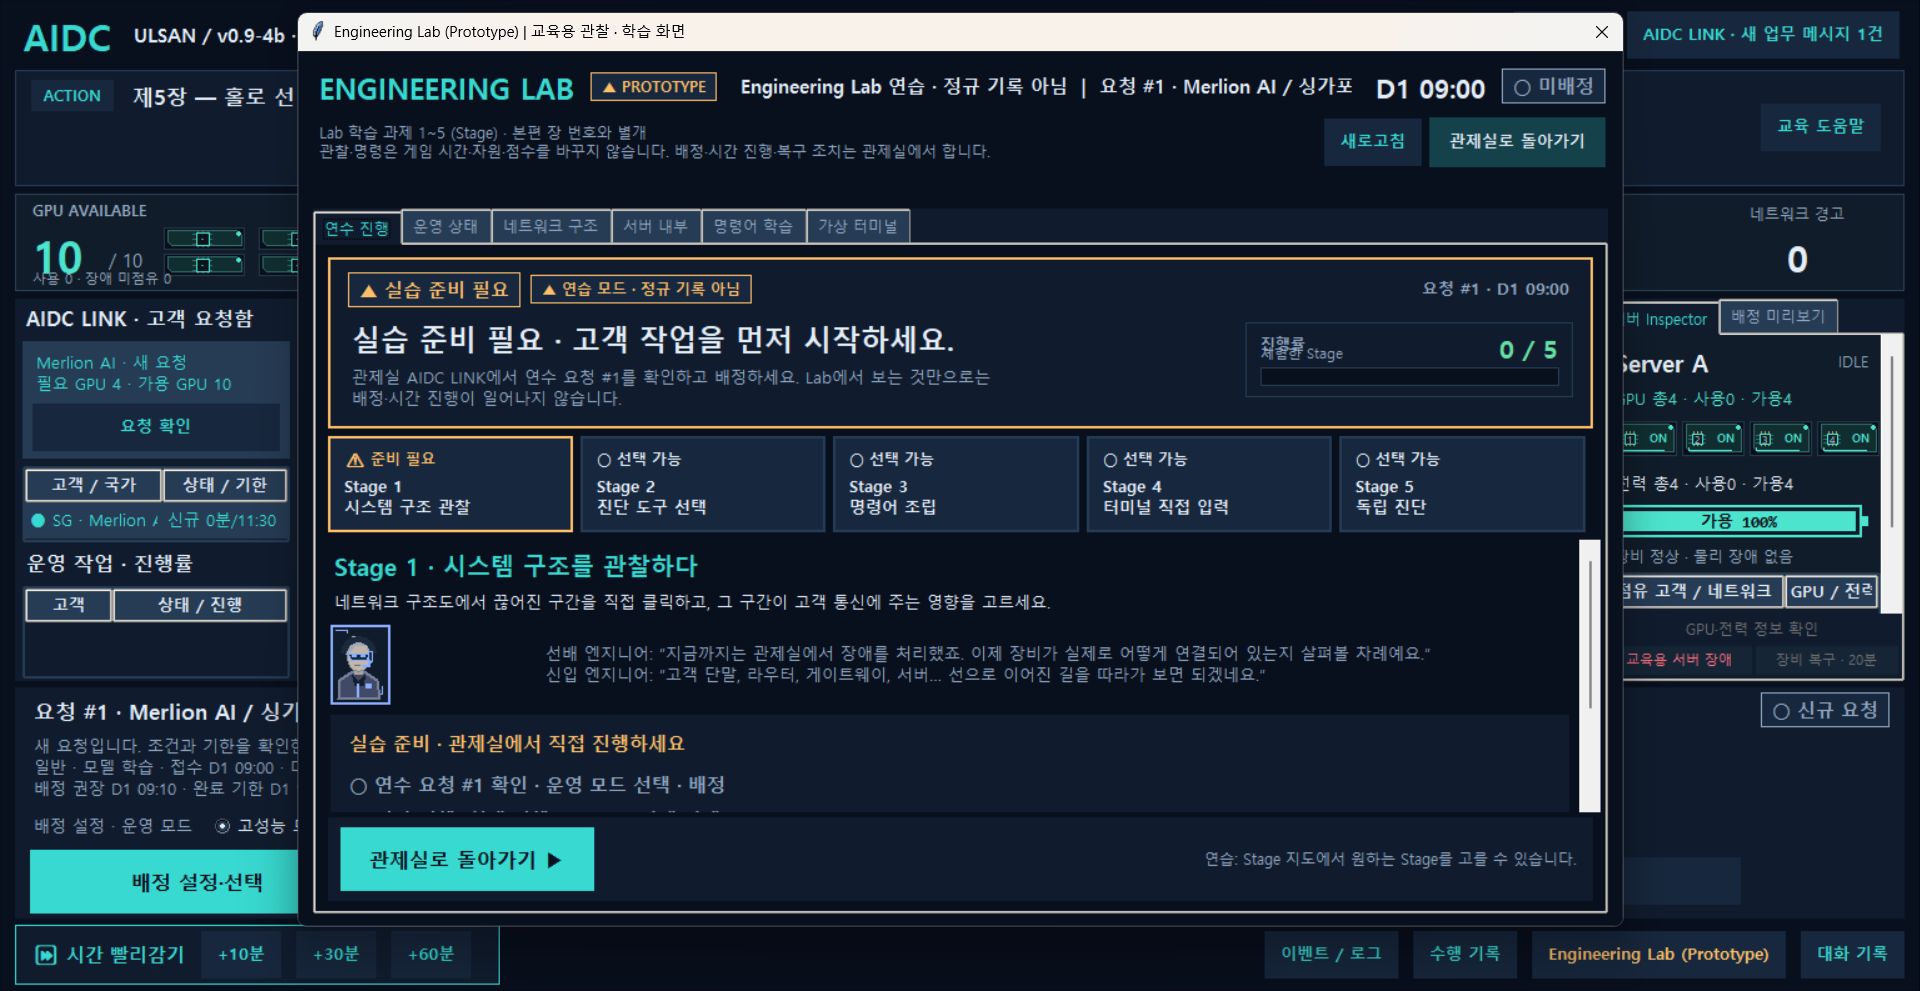 AIDC
ULSAN / v0.9-4b ·
AIDC LINK · 새 업무 메시지 1건
ACTION
제5장 — 홀로 선
교육 도움말
GPU AVAILABLE
10 / 10
사용 0 · 장애 미점유 0
네트워크 경고
0
AIDC LINK · 고객 요청함
Merlion AI · 새 요청
필요 GPU 4 · 가용 GPU 10
요청 확인
고객 / 국가
상태 / 기한
SG · Merlion
신규 0분/11:30
운영 작업 · 진행률
고객
상태 / 진행
요청 #1 · Merlion AI / 싱가
새 요청입니다. 조건과 기한을 확인한
일반 · 모델 학습 · 접수 D1 09:00 ·
배정 권장 D1 09:10 · 완료 기한 D1
배정 설정 · 운영 모드
고성능
배정 설정·선택
시간 빨리감기
+10분
+30분
+60분
Engineering Lab (Prototype) | 교육용 관찰 · 학습 화면
ENGINEERING LAB
▲ PROTOTYPE
Engineering Lab 연습 · 정규 기록 아님 | 요청 #1 · Merlion AI / 싱가포
D1 09:00
○ 미배정
Lab 학습 과제 1~5 (Stage) · 본편 장 번호와 별개
관찰·명령은 게임 시간·자원·점수를 바꾸지 않습니다. 배정·시간 진행·복구 조치는 관제실에서 합니다.
새로고침
관제실로 돌아가기
연수 진행
운영 상태
네트워크 구조
서버 내부
명령어 학습
가상 터미널
▲ 실습 준비 필요
▲ 연습 모드 · 정규 기록 아님
요청 #1 · D1 09:00
실습 준비 필요 · 고객 작업을 먼저 시작하세요.
관제실 AIDC LINK에서 연수 요청 #1를 확인하고 배정하세요. Lab에서 보는 것만으로는
배정·시간 진행이 일어나지 않습니다.
진행률
체험한 Stage
0 / 5
⚠ 준비 필요
Stage 1
시스템 구조 관찰
○ 선택 가능
Stage 2
진단 도구 선택
○ 선택 가능
Stage 3
명령어 조립
○ 선택 가능
Stage 4
터미널 직접 입력
○ 선택 가능
Stage 5
독립 진단
Stage 1 · 시스템 구조를 관찰하다
네트워크 구조도에서 끊어진 구간을 직접 클릭하고, 그 구간이 고객 통신에 주는 영향을 고르세요.
선배 엔지니어: “지금까지는 관제실에서 장애를 처리했죠. 이제 장비가 실제로 어떻게 연결되어 있는지 살펴볼 차례예요.”
신입 엔지니어: “고객 단말, 라우터, 게이트웨이, 서버… 선으로 이어진 길을 따라가 보면 되겠네요.”
실습 준비 · 관제실에서 직접 진행하세요
○ 연수 요청 #1 확인 · 운영 모드 선택 · 배정
관제실로 돌아가기 ▶
연습: Stage 지도에서 원하는 Stage를 고를 수 있습니다.
버 Inspector
배정 미리보기
Server A
IDLE
GPU 총4 · 사용0 · 가용4
1 ON
2 ON
3 ON
4 ON
전력 총4 · 사용0 · 가용4
가용 100%
장비 정상 · 물리 장애 없음
점유 고객 / 네트워크
GPU / 전력
GPU·전력 정보 확인
교육용 서버 장애
장비 복구 · 20분
○ 신규 요청
이벤트 / 로그
수행 기록
Engineering Lab (Prototype)
대화 기록